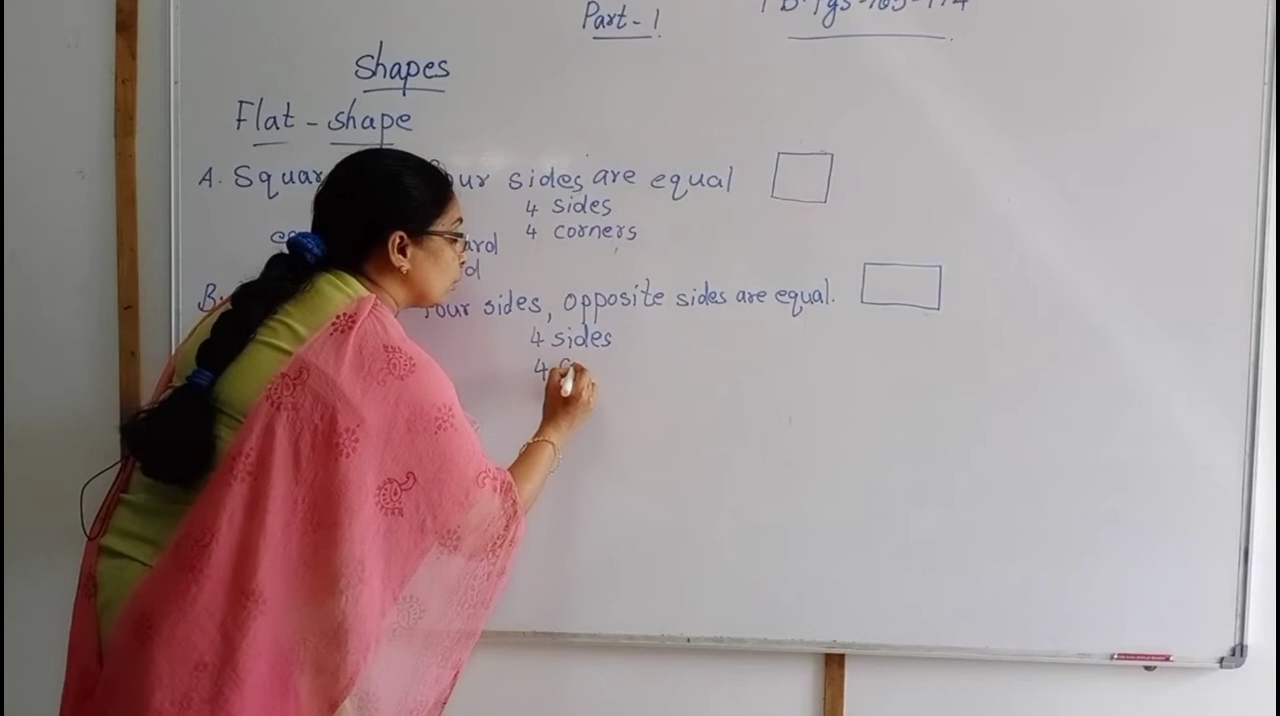 Part - 1
Shapes
Flat - shape
A. Squar our sides are equal
4 sides
4 corners
B. four sides, opposite sides are equal.
4 sides
4